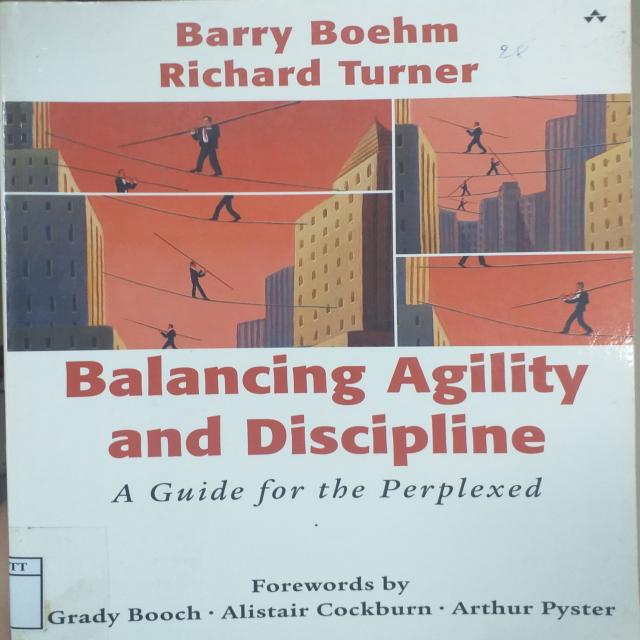 Barry Boehm
Richard Turner
28
Balancing Agility
and Discipline
A Guide for the Perplexed
Forewords by
Grady Booch · Alistair Cockburn · Arthur Pyster
TT